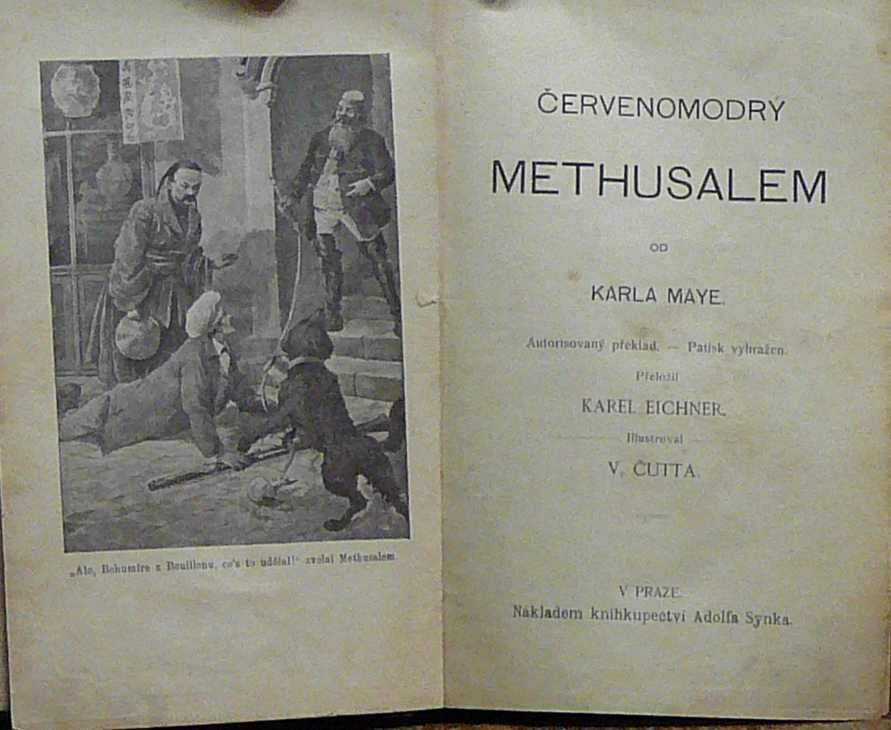 „Ale, Bohumíre z Bouillonu, co's to udělal!“ zvolal Methusalem.
ČERVENOMODRÝ
METHUSALEM
OD
KARLA MAYE.
Autorisovaný překlad. — Patisk vyhražen.
Přeložil
KAREL EICHNER.
Illustroval
V. ČUTTA.
V PRAZE.
Nákladem knihkupectví Adolfa Synka.